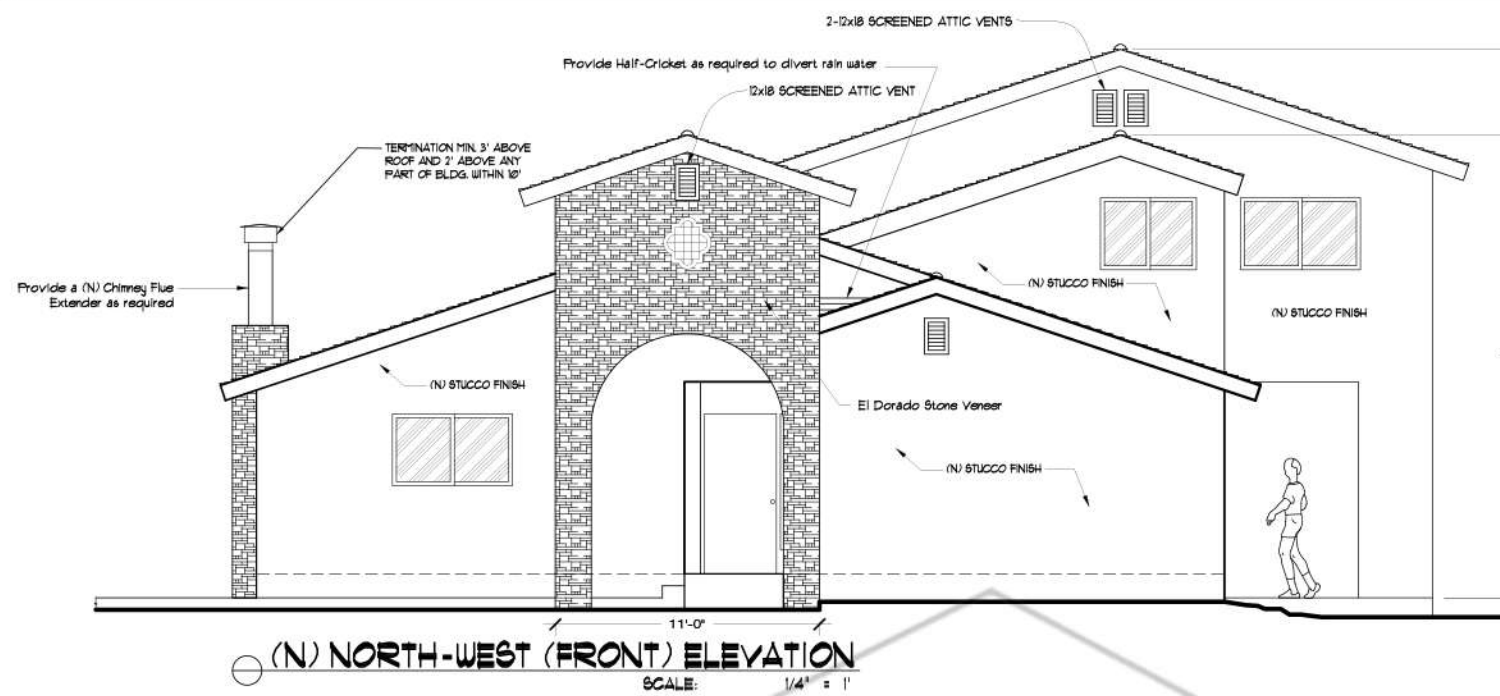 2-12x18 SCREENED ATTIC VENTS
Provide Half-Cricket as required to divert rain water
12x18 SCREENED ATTIC VENT
TERMINATION MIN. 3' ABOVE
ROOF AND 2' ABOVE ANY
PART OF BLDG. WITHIN 10'
Provide a (N) Chimney Flue
Extender as required
(N) STUCCO FINISH
(N) STUCCO FINISH
(N) STUCCO FINISH
El Dorado Stone Veneer
(N) STUCCO FINISH
11'-0"
(N) NORTH-WEST (FRONT) ELEVATION
SCALE: 1/4" = 1'